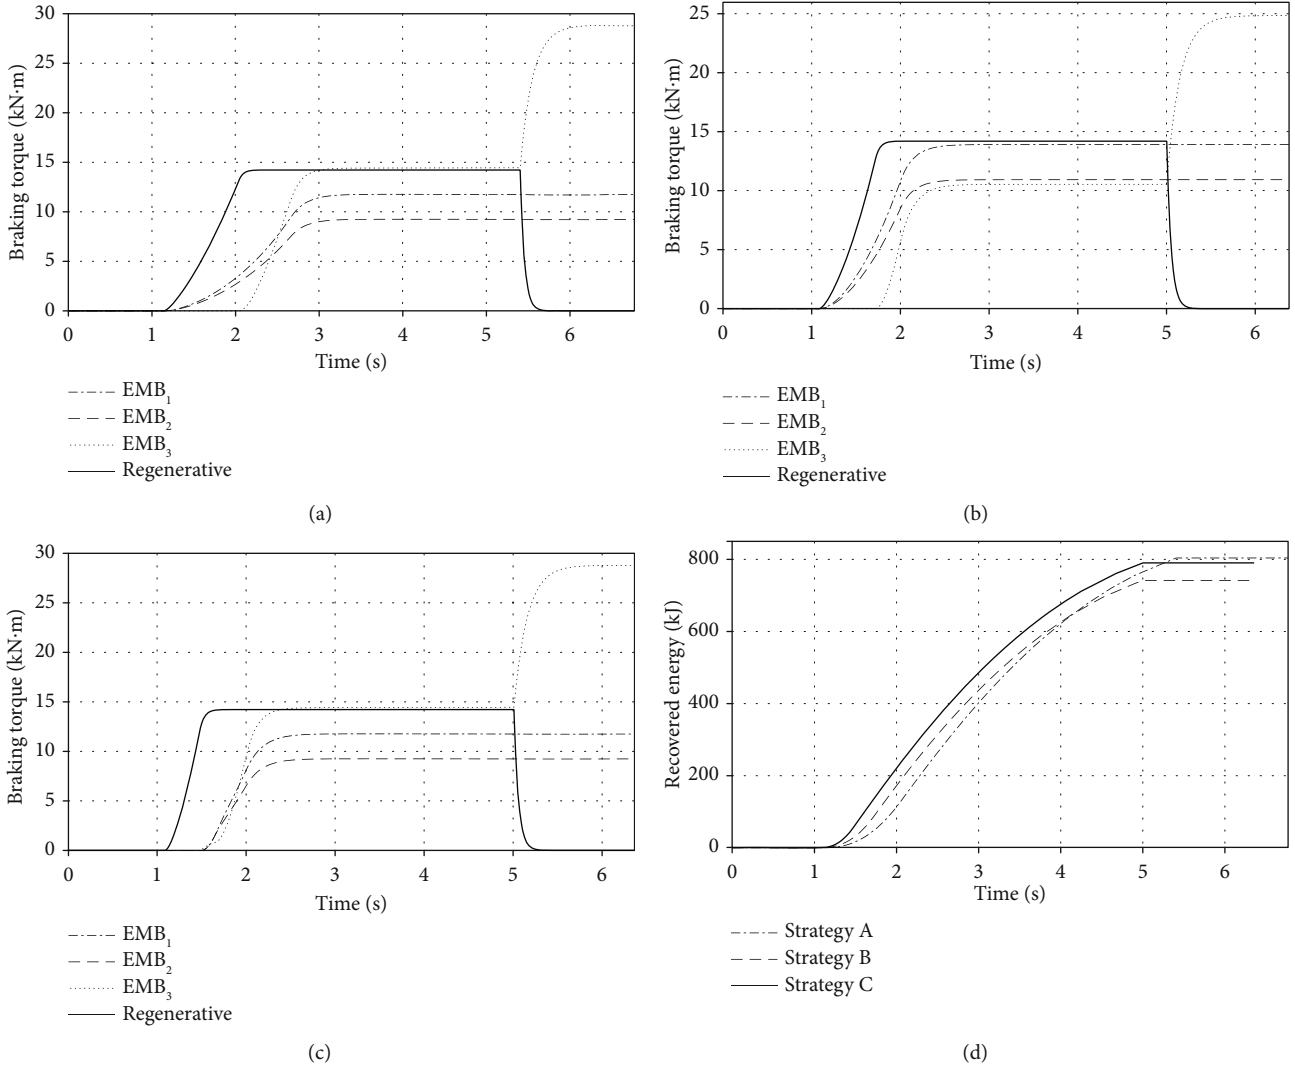 30
25
20
15
10
5
0
Braking torque (kN·m)
0 1 2 3 4 5 6
Time (s)
EMB1
EMB2
EMB3
Regenerative
(a)
25
20
15
10
5
0
Braking torque (kN·m)
0 1 2 3 4 5 6
Time (s)
EMB1
EMB2
EMB3
Regenerative
(b)
30
25
20
15
10
5
0
Braking torque (kN·m)
0 1 2 3 4 5 6
Time (s)
EMB1
EMB2
EMB3
Regenerative
(c)
800
600
400
200
0
Recovered energy (kJ)
0 1 2 3 4 5 6
Time (s)
Strategy A
Strategy B
Strategy C
(d)